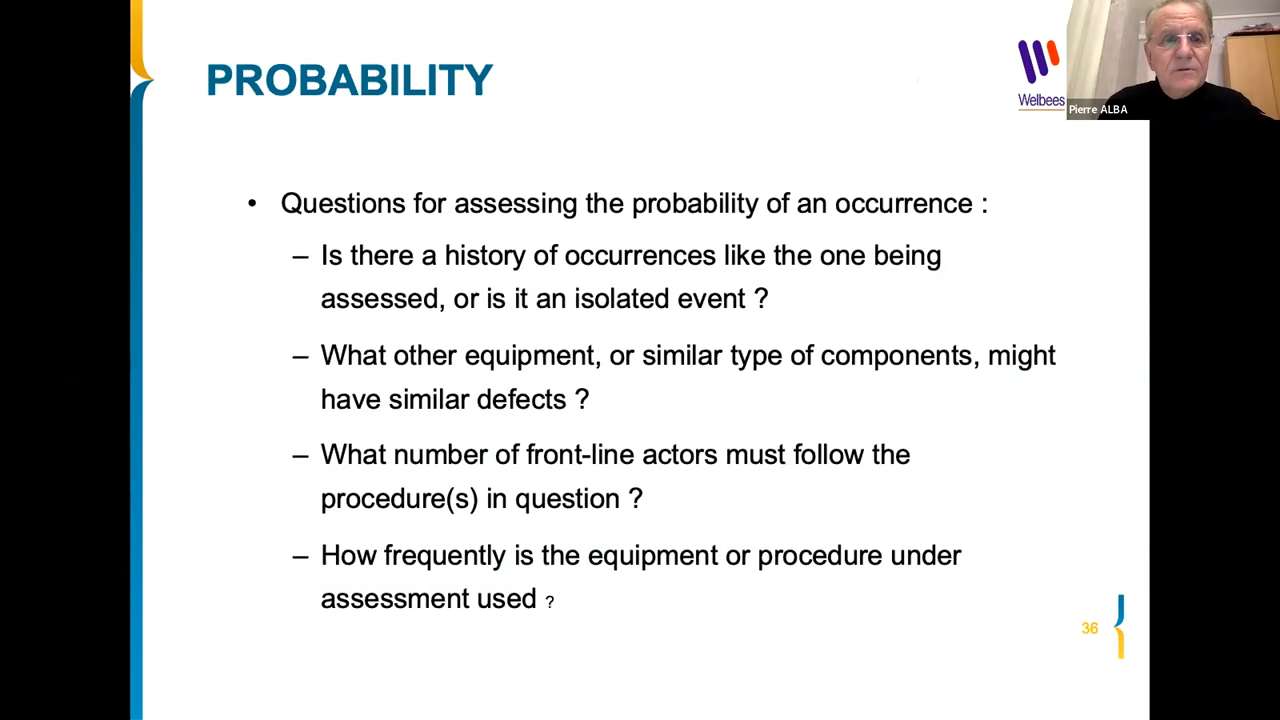 PROBABILITY
Welbees
Pierre ALBA
• Questions for assessing the probability of an occurrence :
– Is there a history of occurrences like the one being
assessed, or is it an isolated event ?
– What other equipment, or similar type of components, might
have similar defects ?
– What number of front-line actors must follow the
procedure(s) in question ?
– How frequently is the equipment or procedure under
assessment used ?
36